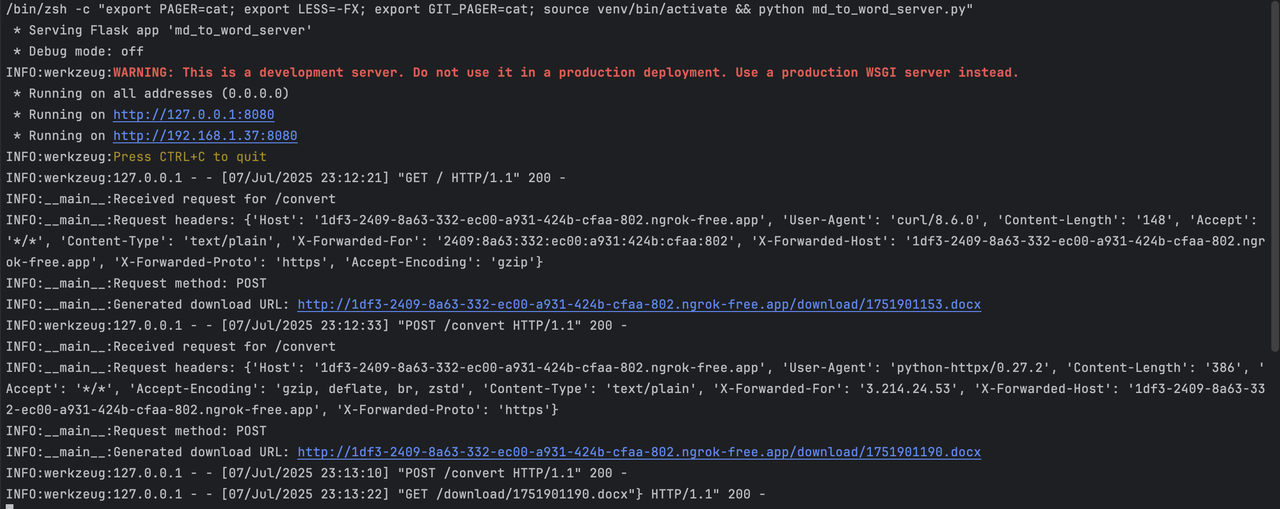 /bin/zsh -c "export PAGER=cat; export LESS=-FX; export GIT_PAGER=cat; source venv/bin/activate && python md_to_word_server.py"
 * Serving Flask app 'md_to_word_server'
 * Debug mode: off
INFO:werkzeug:WARNING: This is a development server. Do not use it in a production deployment. Use a production WSGI server instead.
 * Running on all addresses (0.0.0.0)
 * Running on http://127.0.0.1:8080
 * Running on http://192.168.1.37:8080
INFO:werkzeug:Press CTRL+C to quit
INFO:werkzeug:127.0.0.1 - - [07/Jul/2025 23:12:21] "GET / HTTP/1.1" 200 -
INFO:__main__:Received request for /convert
INFO:__main__:Request headers: {'Host': '1df3-2409-8a63-332-ec00-a931-424b-cfaa-802.ngrok-free.app', 'User-Agent': 'curl/8.6.0', 'Content-Length': '148', 'Accept':
'*/*', 'Content-Type': 'text/plain', 'X-Forwarded-For': '2409:8a63:332:ec00:a931:424b:cfaa:802', 'X-Forwarded-Host': '1df3-2409-8a63-332-ec00-a931-424b-cfaa-802.ngr
ok-free.app', 'X-Forwarded-Proto': 'https', 'Accept-Encoding': 'gzip'}
INFO:__main__:Request method: POST
INFO:__main__:Generated download URL: http://1df3-2409-8a63-332-ec00-a931-424b-cfaa-802.ngrok-free.app/download/1751901153.docx
INFO:werkzeug:127.0.0.1 - - [07/Jul/2025 23:12:33] "POST /convert HTTP/1.1" 200 -
INFO:__main__:Received request for /convert
INFO:__main__:Request headers: {'Host': '1df3-2409-8a63-332-ec00-a931-424b-cfaa-802.ngrok-free.app', 'User-Agent': 'python-httpx/0.27.2', 'Content-Length': '386', '
Accept': '*/*', 'Accept-Encoding': 'gzip, deflate, br, zstd', 'Content-Type': 'text/plain', 'X-Forwarded-For': '3.214.24.53', 'X-Forwarded-Host': '1df3-2409-8a63-33
2-ec00-a931-424b-cfaa-802.ngrok-free.app', 'X-Forwarded-Proto': 'https'}
INFO:__main__:Request method: POST
INFO:__main__:Generated download URL: http://1df3-2409-8a63-332-ec00-a931-424b-cfaa-802.ngrok-free.app/download/1751901190.docx
INFO:werkzeug:127.0.0.1 - - [07/Jul/2025 23:13:10] "POST /convert HTTP/1.1" 200 -
INFO:werkzeug:127.0.0.1 - - [07/Jul/2025 23:13:22] "GET /download/1751901190.docx"} HTTP/1.1" 200 -